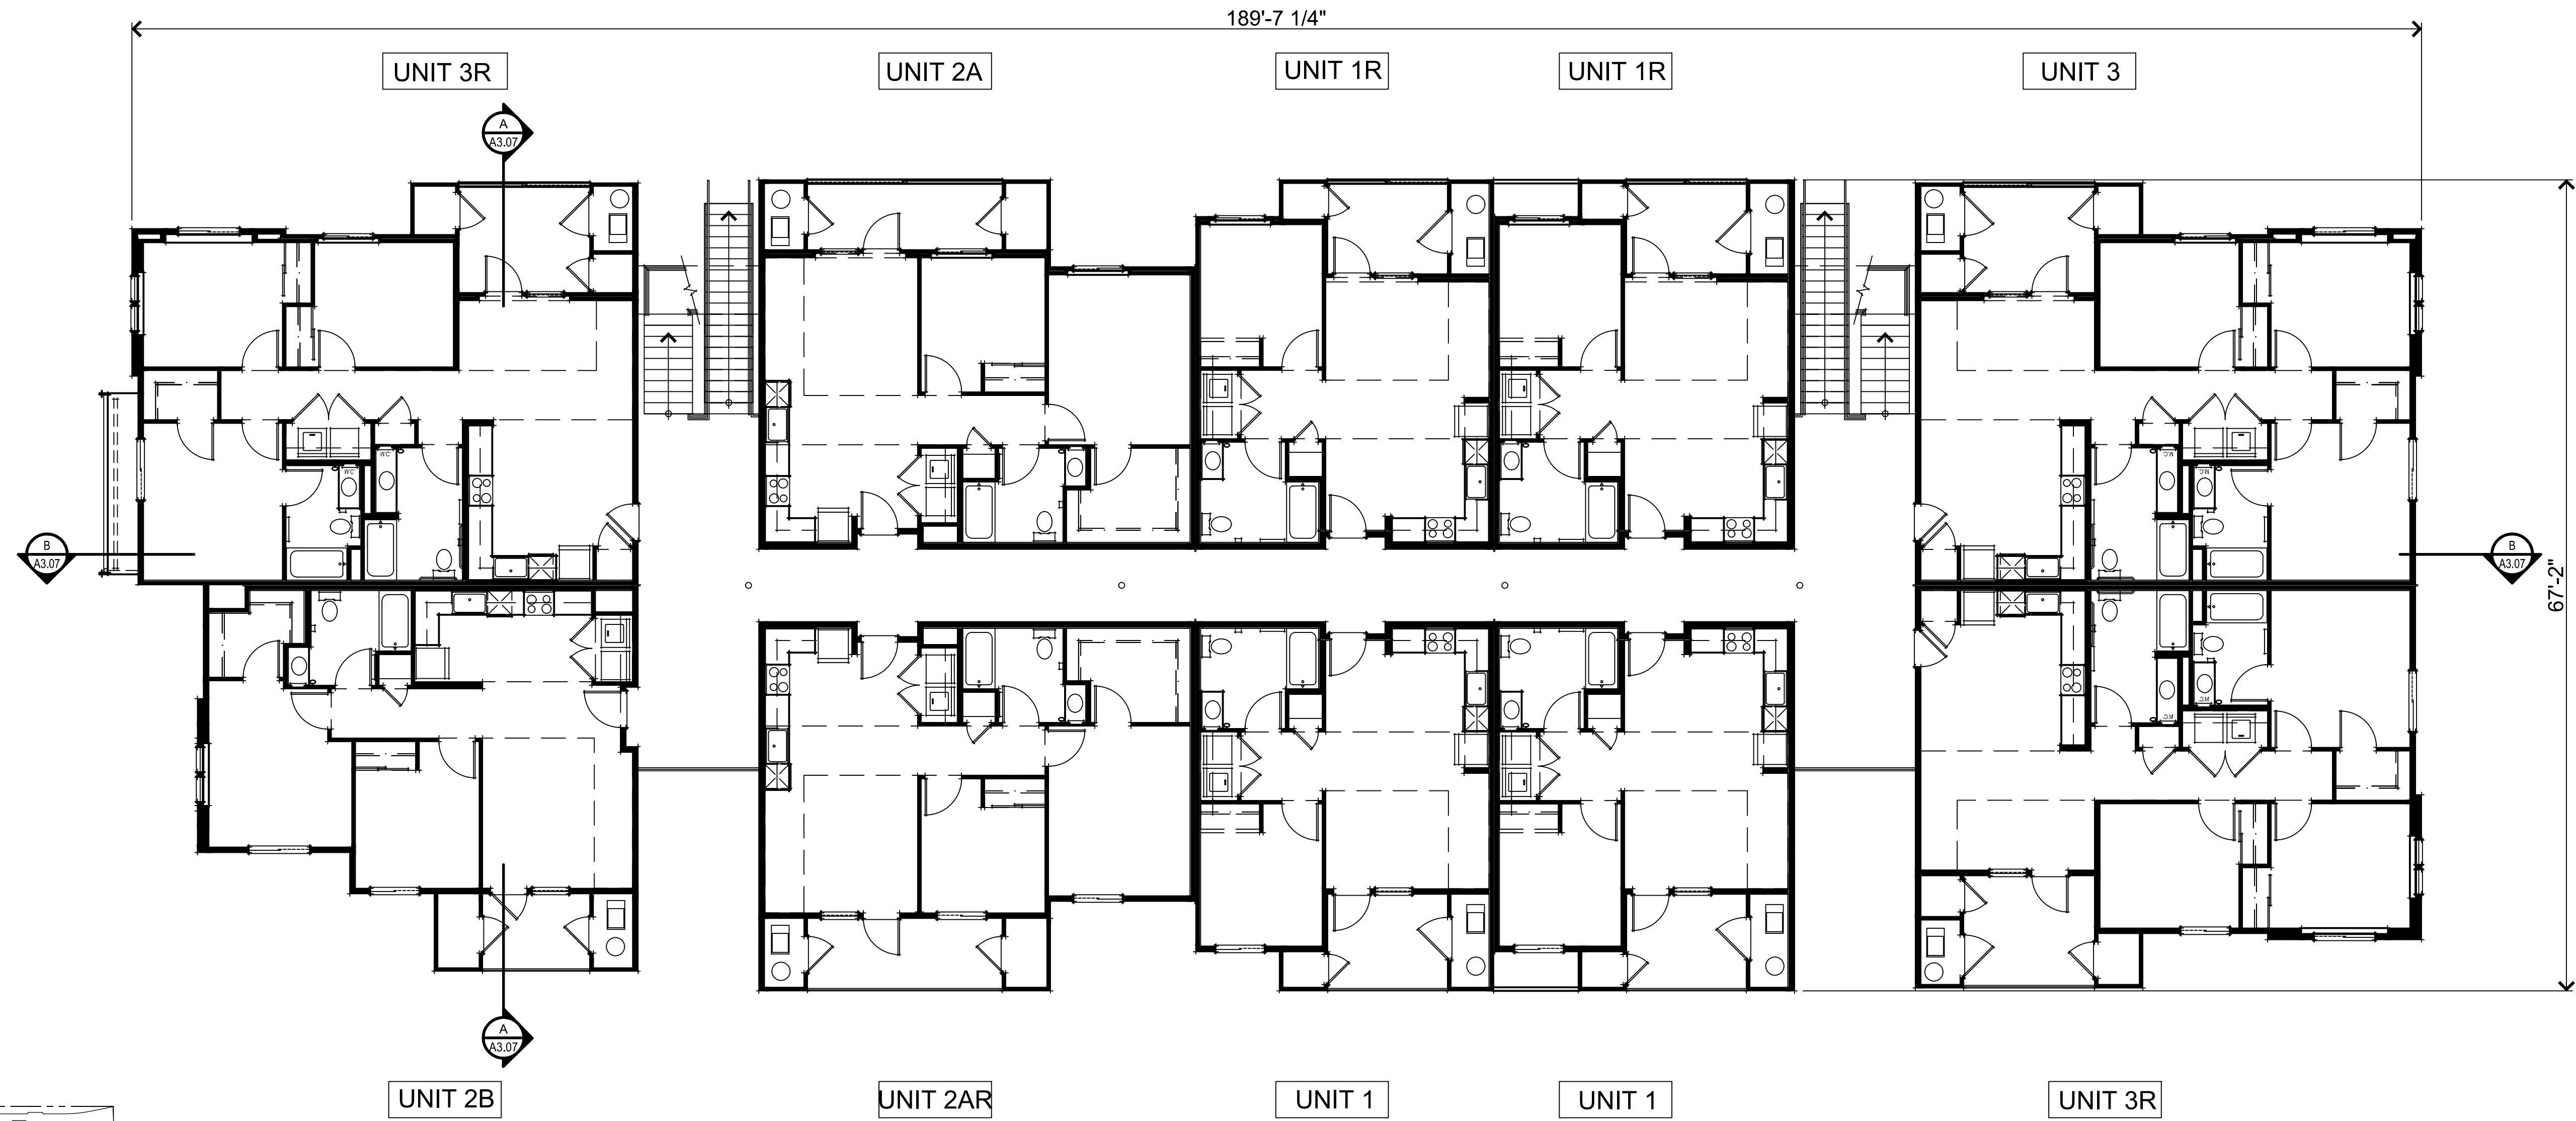 189'-7 1/4"
UNIT 3R
UNIT 2A
UNIT 1R
UNIT 1R
UNIT 3
A
A3.07
M.C.
M.C.
M.C.
M.C.
B
A3.07
B
A3.07
67'-2"
M.C.
M.C.
A
A3.07
UNIT 2B
UNIT 2AR
UNIT 1
UNIT 1
UNIT 3R